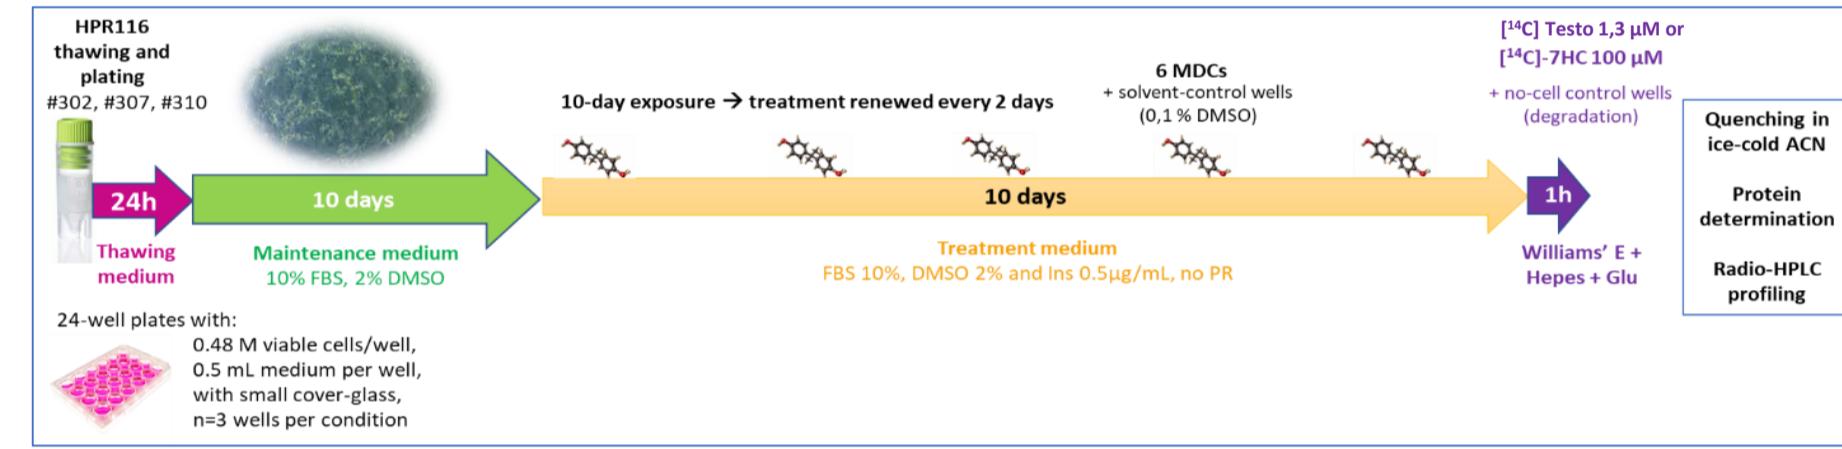 HPR116
thawing and
plating
#302, #307, #310
24h
Thawing
medium
10 days
Maintenance medium
10% FBS, 2% DMSO
10-day exposure → treatment renewed every 2 days
6 MDCs
+ solvent-control wells
(0,1 % DMSO)
10 days
Treatment medium
FBS 10%, DMSO 2% and Ins 0.5µg/mL, no PR
[¹⁴C] Testo 1,3 µM or
[¹⁴C]-7HC 100 µM
+ no-cell control wells
(degradation)
1h
Williams’ E +
Hepes + Glu
Quenching in
ice-cold ACN
Protein
determination
Radio-HPLC
profiling
24-well plates with:
0.48 M viable cells/well,
0.5 mL medium per well,
with small cover-glass,
n=3 wells per condition